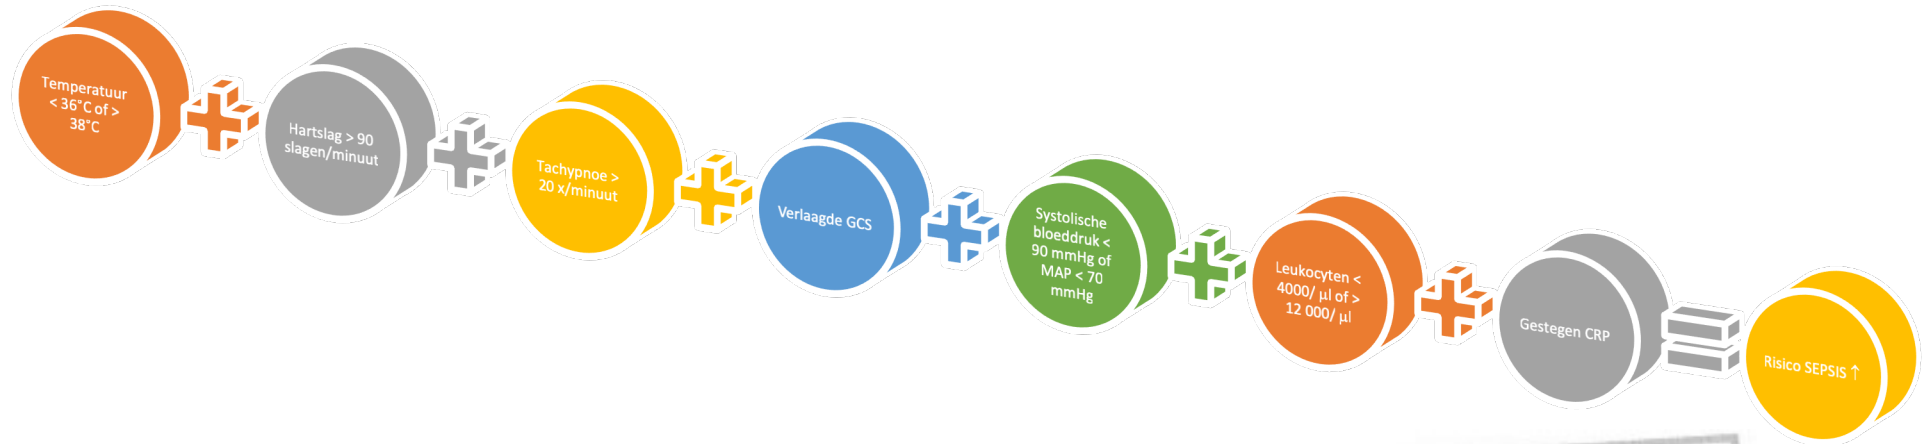 Temperatuur
< 36°C of >
38°C
Hartslag > 90
slagen/minuut
Tachypnoe >
20 x/minuut
Verlaagde GCS
Systolische
bloeddruk <
90 mmHg of
MAP < 70
mmHg
Leukocyten <
4000/ µl of >
12 000/ µl
Gestegen CRP
Risico SEPSIS ↑